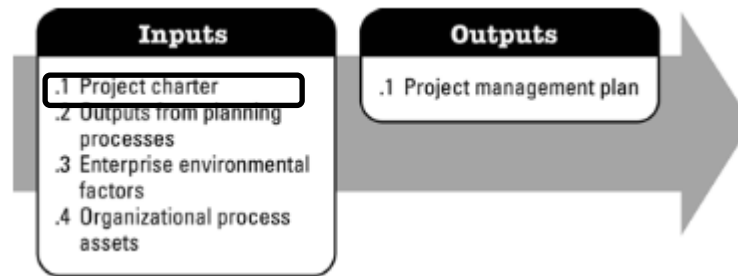 Inputs
.1 Project charter
.2 Outputs from planning
processes
.3 Enterprise environmental
factors
.4 Organizational process
assets
Outputs
.1 Project management plan